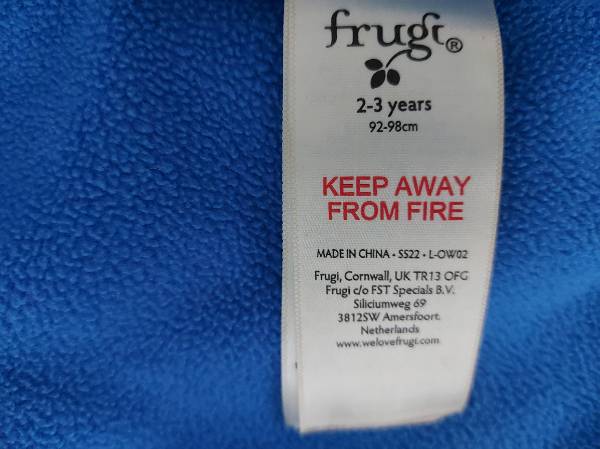 frugi®
2-3 years
92-98cm
KEEP AWAY
FROM FIRE
MADE IN CHINA • SS22 • L-OW02
Frugi, Cornwall, UK TR13 OFG
Frugi c/o FST Specials B.V.
Siliciumweg 69
3812SW Amersfoort.
Netherlands
www.welovefrugi.com